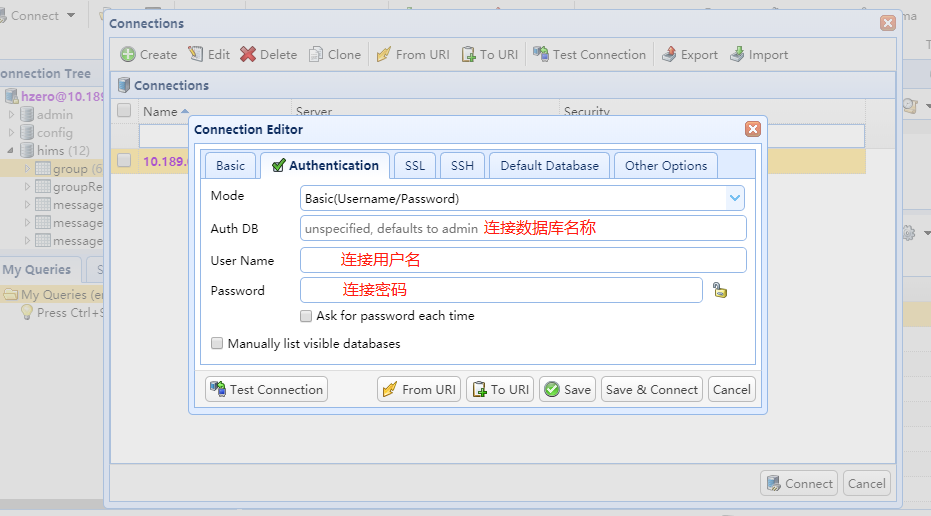 Connect
Connections
Create Edit Delete Clone From URI To URI Test Connection Export Import
Connections
Name Server Security
10.189.
onnection Tree
hzero@10.189
admin
config
hims (12)
group (6
groupRe
message
message
message
My Queries S
My Queries (e
Press Ctrl+S
Connection Editor
Basic Authentication SSL SSH Default Database Other Options
Mode Basic(Username/Password)
Auth DB unspecified, defaults to admin 连接数据库名称
User Name 连接用户名
Password 连接密码
Ask for password each time
Manually list visible databases
Test Connection From URI To URI Save Save & Connect Cancel
Connect Cancel